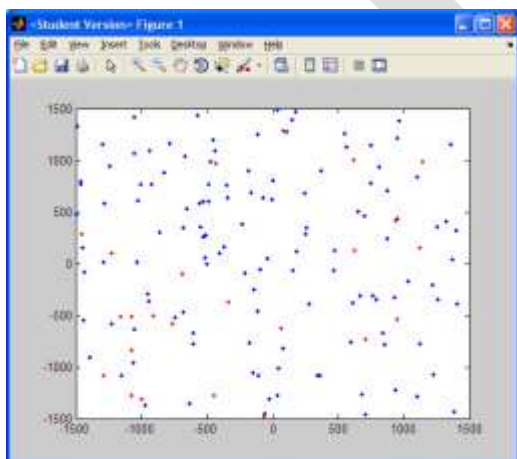 <Student Version> Figure 1
File Edit View Insert Tools Desktop Window Help
1500
1000
500
0
-500
-1000
-1500
-1500 -1000 -500 0 500 1000 1500